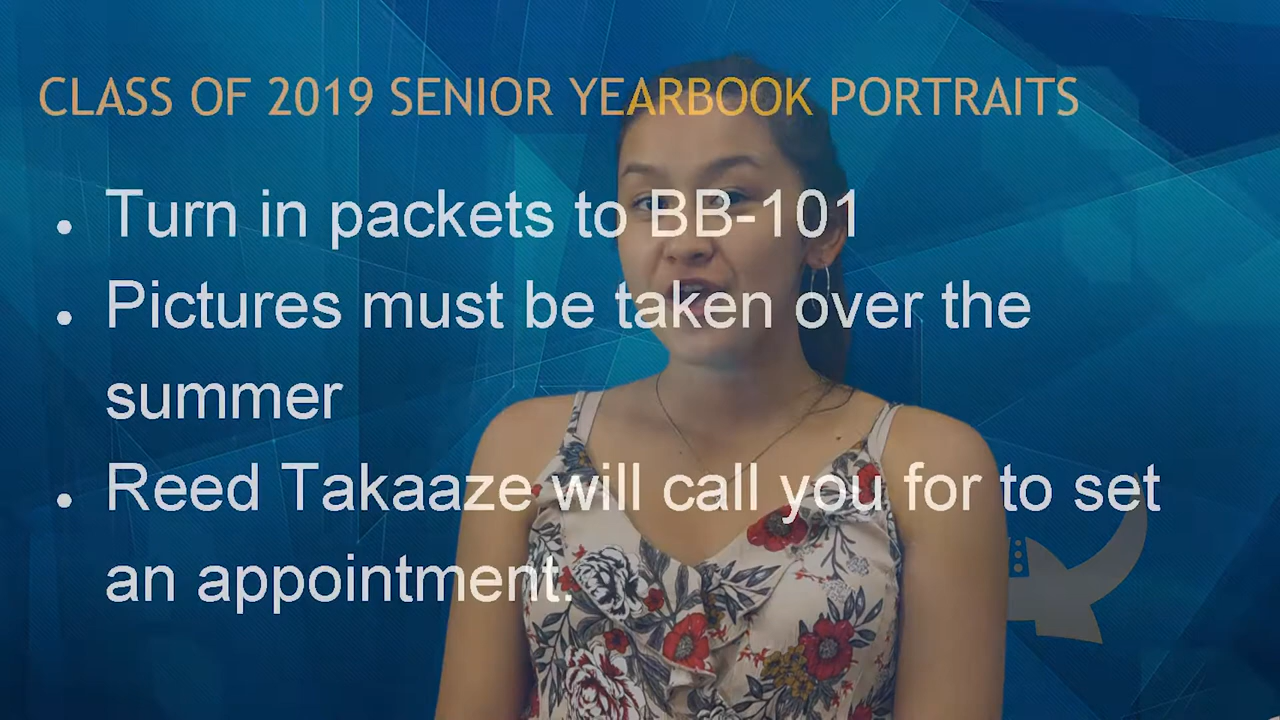 CLASS OF 2019 SENIOR YEARBOOK PORTRAITS
• Turn in packets to BB-101
• Pictures must be taken over the
summer
• Reed Takaaze will call you for to set
an appointment.